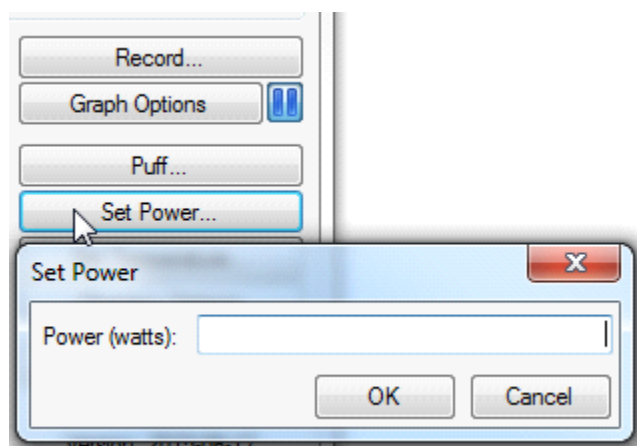 Record...
Graph Options
Puff...
Set Power...
Set Power
Power (watts):
OK
Cancel